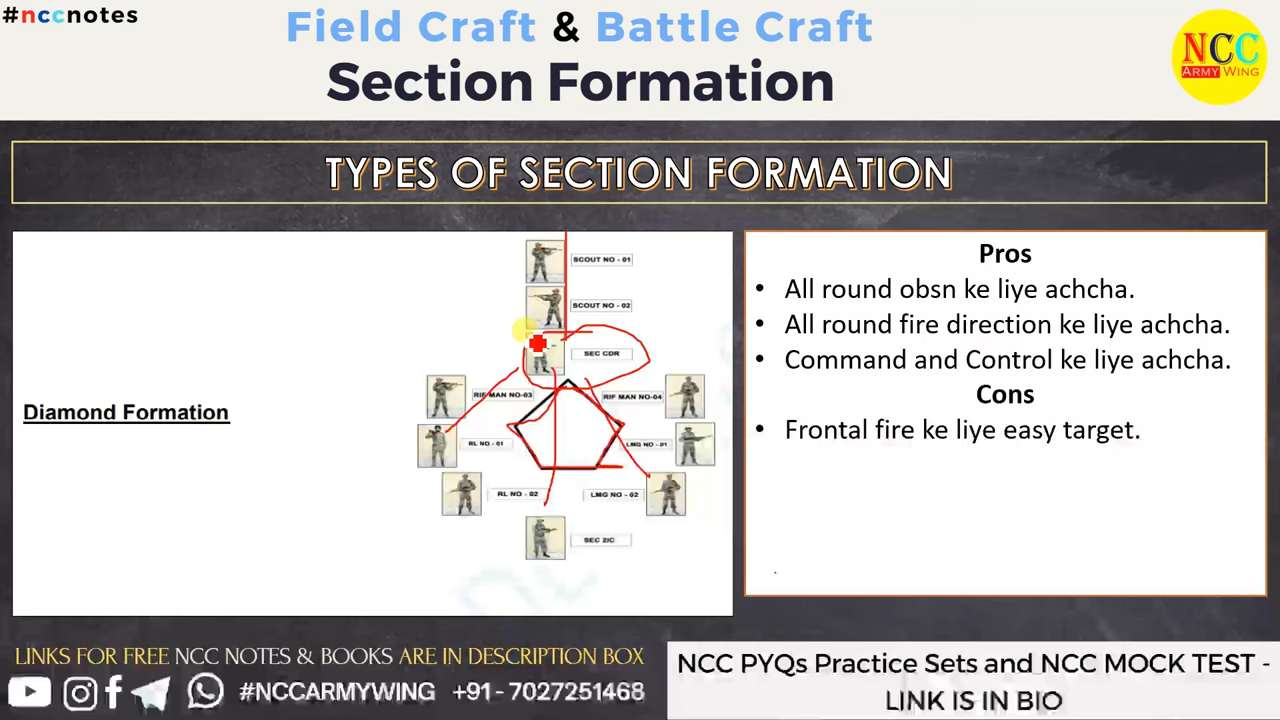 #nccnotes
Field Craft & Battle Craft
Section Formation
NCC
ARMY WING
TYPES OF SECTION FORMATION
SCOUT NO - 01
SCOUT NO - 02
SEC CDR
RIF MAN NO-03
RIF MAN NO-04
Diamond Formation
RL NO - 01
LMG NO - 01
RL NO - 02
LMG NO - 02
SEC 2IC
Pros
• All round obsn ke liye achcha.
• All round fire direction ke liye achcha.
• Command and Control ke liye achcha.
Cons
• Frontal fire ke liye easy target.
LINKS FOR FREE NCC NOTES & BOOKS ARE IN DESCRIPTION BOX
#NCCARMYWING +91 - 7027251468
NCC PYQs Practice Sets and NCC MOCK TEST -
LINK IS IN BIO